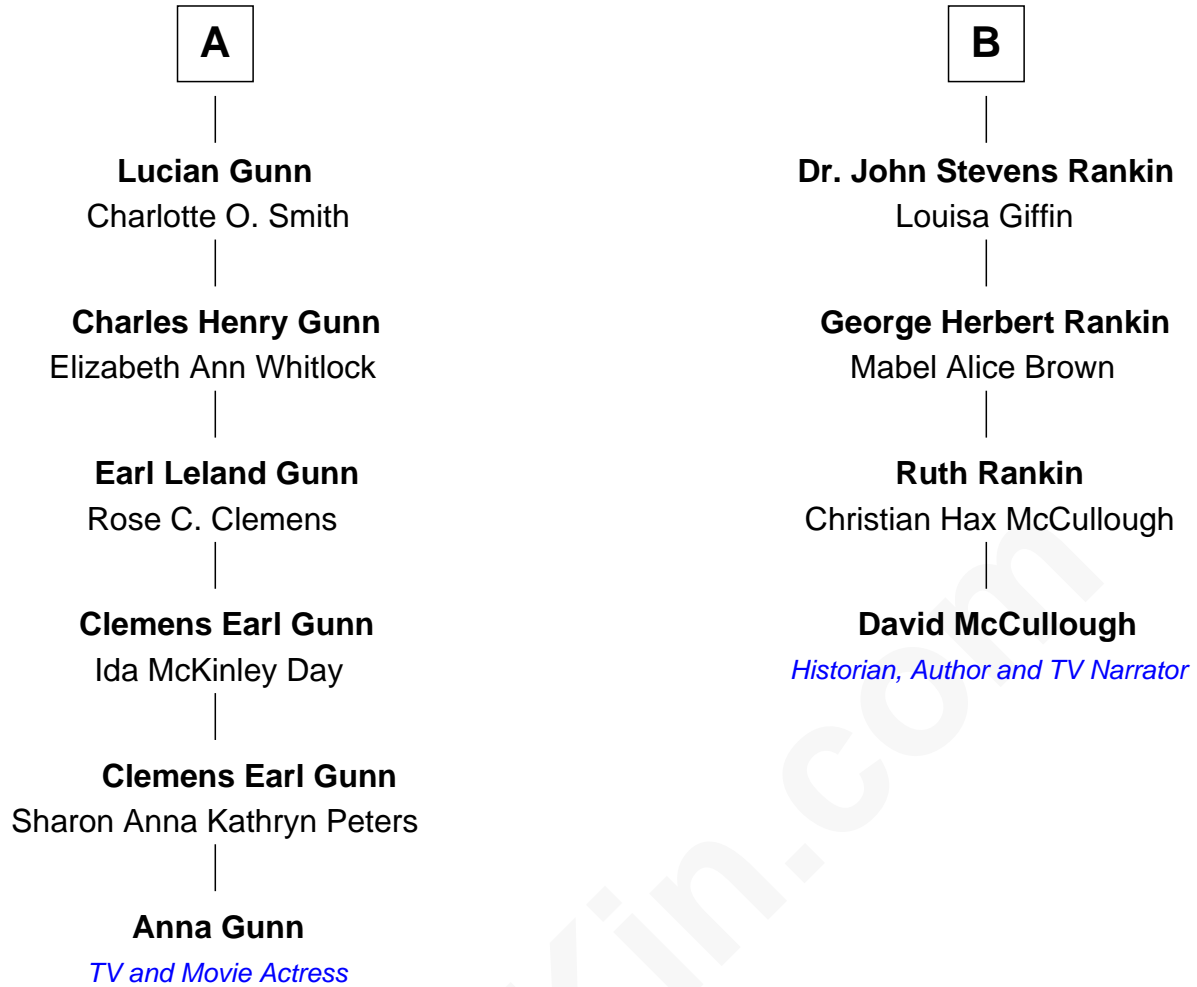 A
Lucian Gunn
Charlotte O. Smith
Charles Henry Gunn
Elizabeth Ann Whitlock
Earl Leland Gunn
Rose C. Clemens
Clemens Earl Gunn
Ida McKinley Day
Clemens Earl Gunn
Sharon Anna Kathryn Peters
Anna Gunn
TV and Movie Actress
B
Dr. John Stevens Rankin
Louisa Giffin
George Herbert Rankin
Mabel Alice Brown
Ruth Rankin
Christian Hax McCullough
David McCullough
Historian, Author and TV Narrator
kin.com